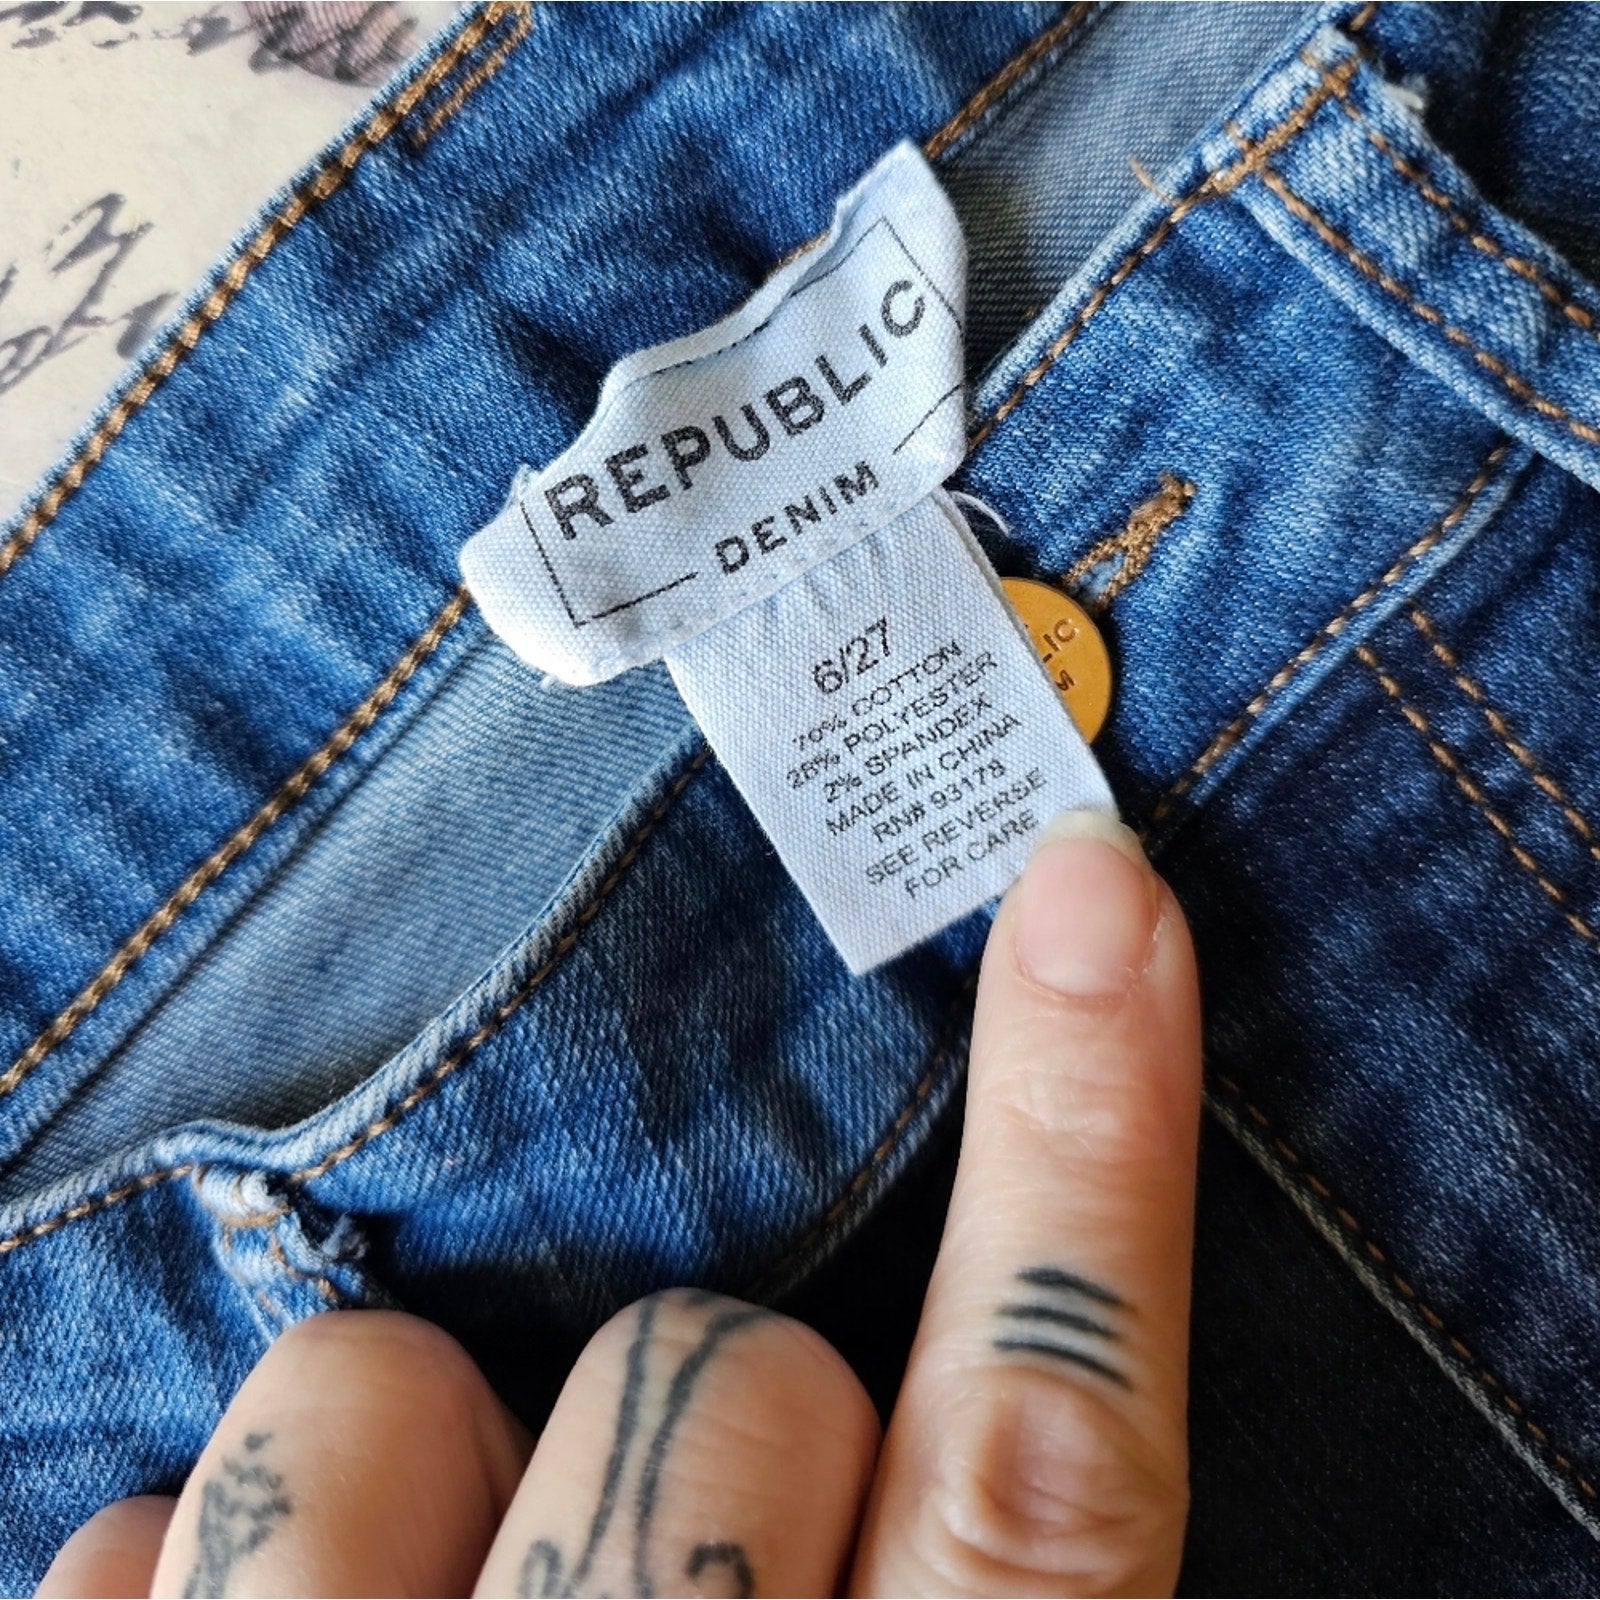 REPUBLIC
DENIM
6/27
70% COTTON
28% POLYESTER
2% SPANDEX
MADE IN CHINA
RN# 93178
SEE REVERSE
FOR CARE
LIC
M